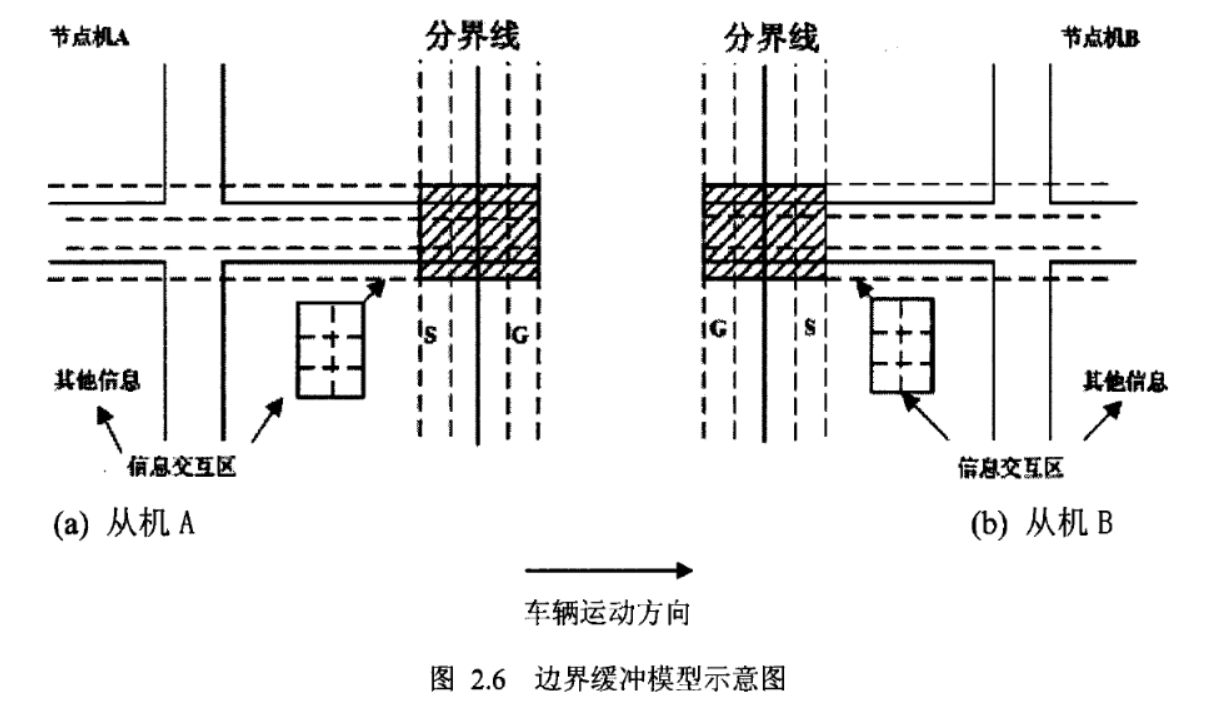 节点机A
分界线
分界线
节点机B
S
G
G
S
其他信息
其他信息
信息交互区
信息交互区
(a) 从机 A
(b) 从机 B
车辆运动方向
图 2.6 边界缓冲模型示意图